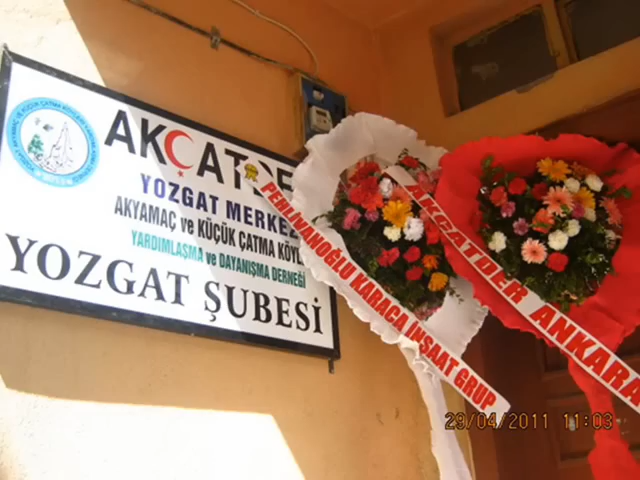 AKÇATDE
YOZGAT MERKEZ
AKYAMAÇ ve KÜÇÜK ÇATMA KÖYL
YARDIMLAŞMA ve DAYANIŞMA DERNEĞİ
YOZGAT ŞUBESİ
PEHLİVANOĞLU KARACA İNŞAAT GRUP
AKÇATDER ANKARA
29/04/2011 11:03